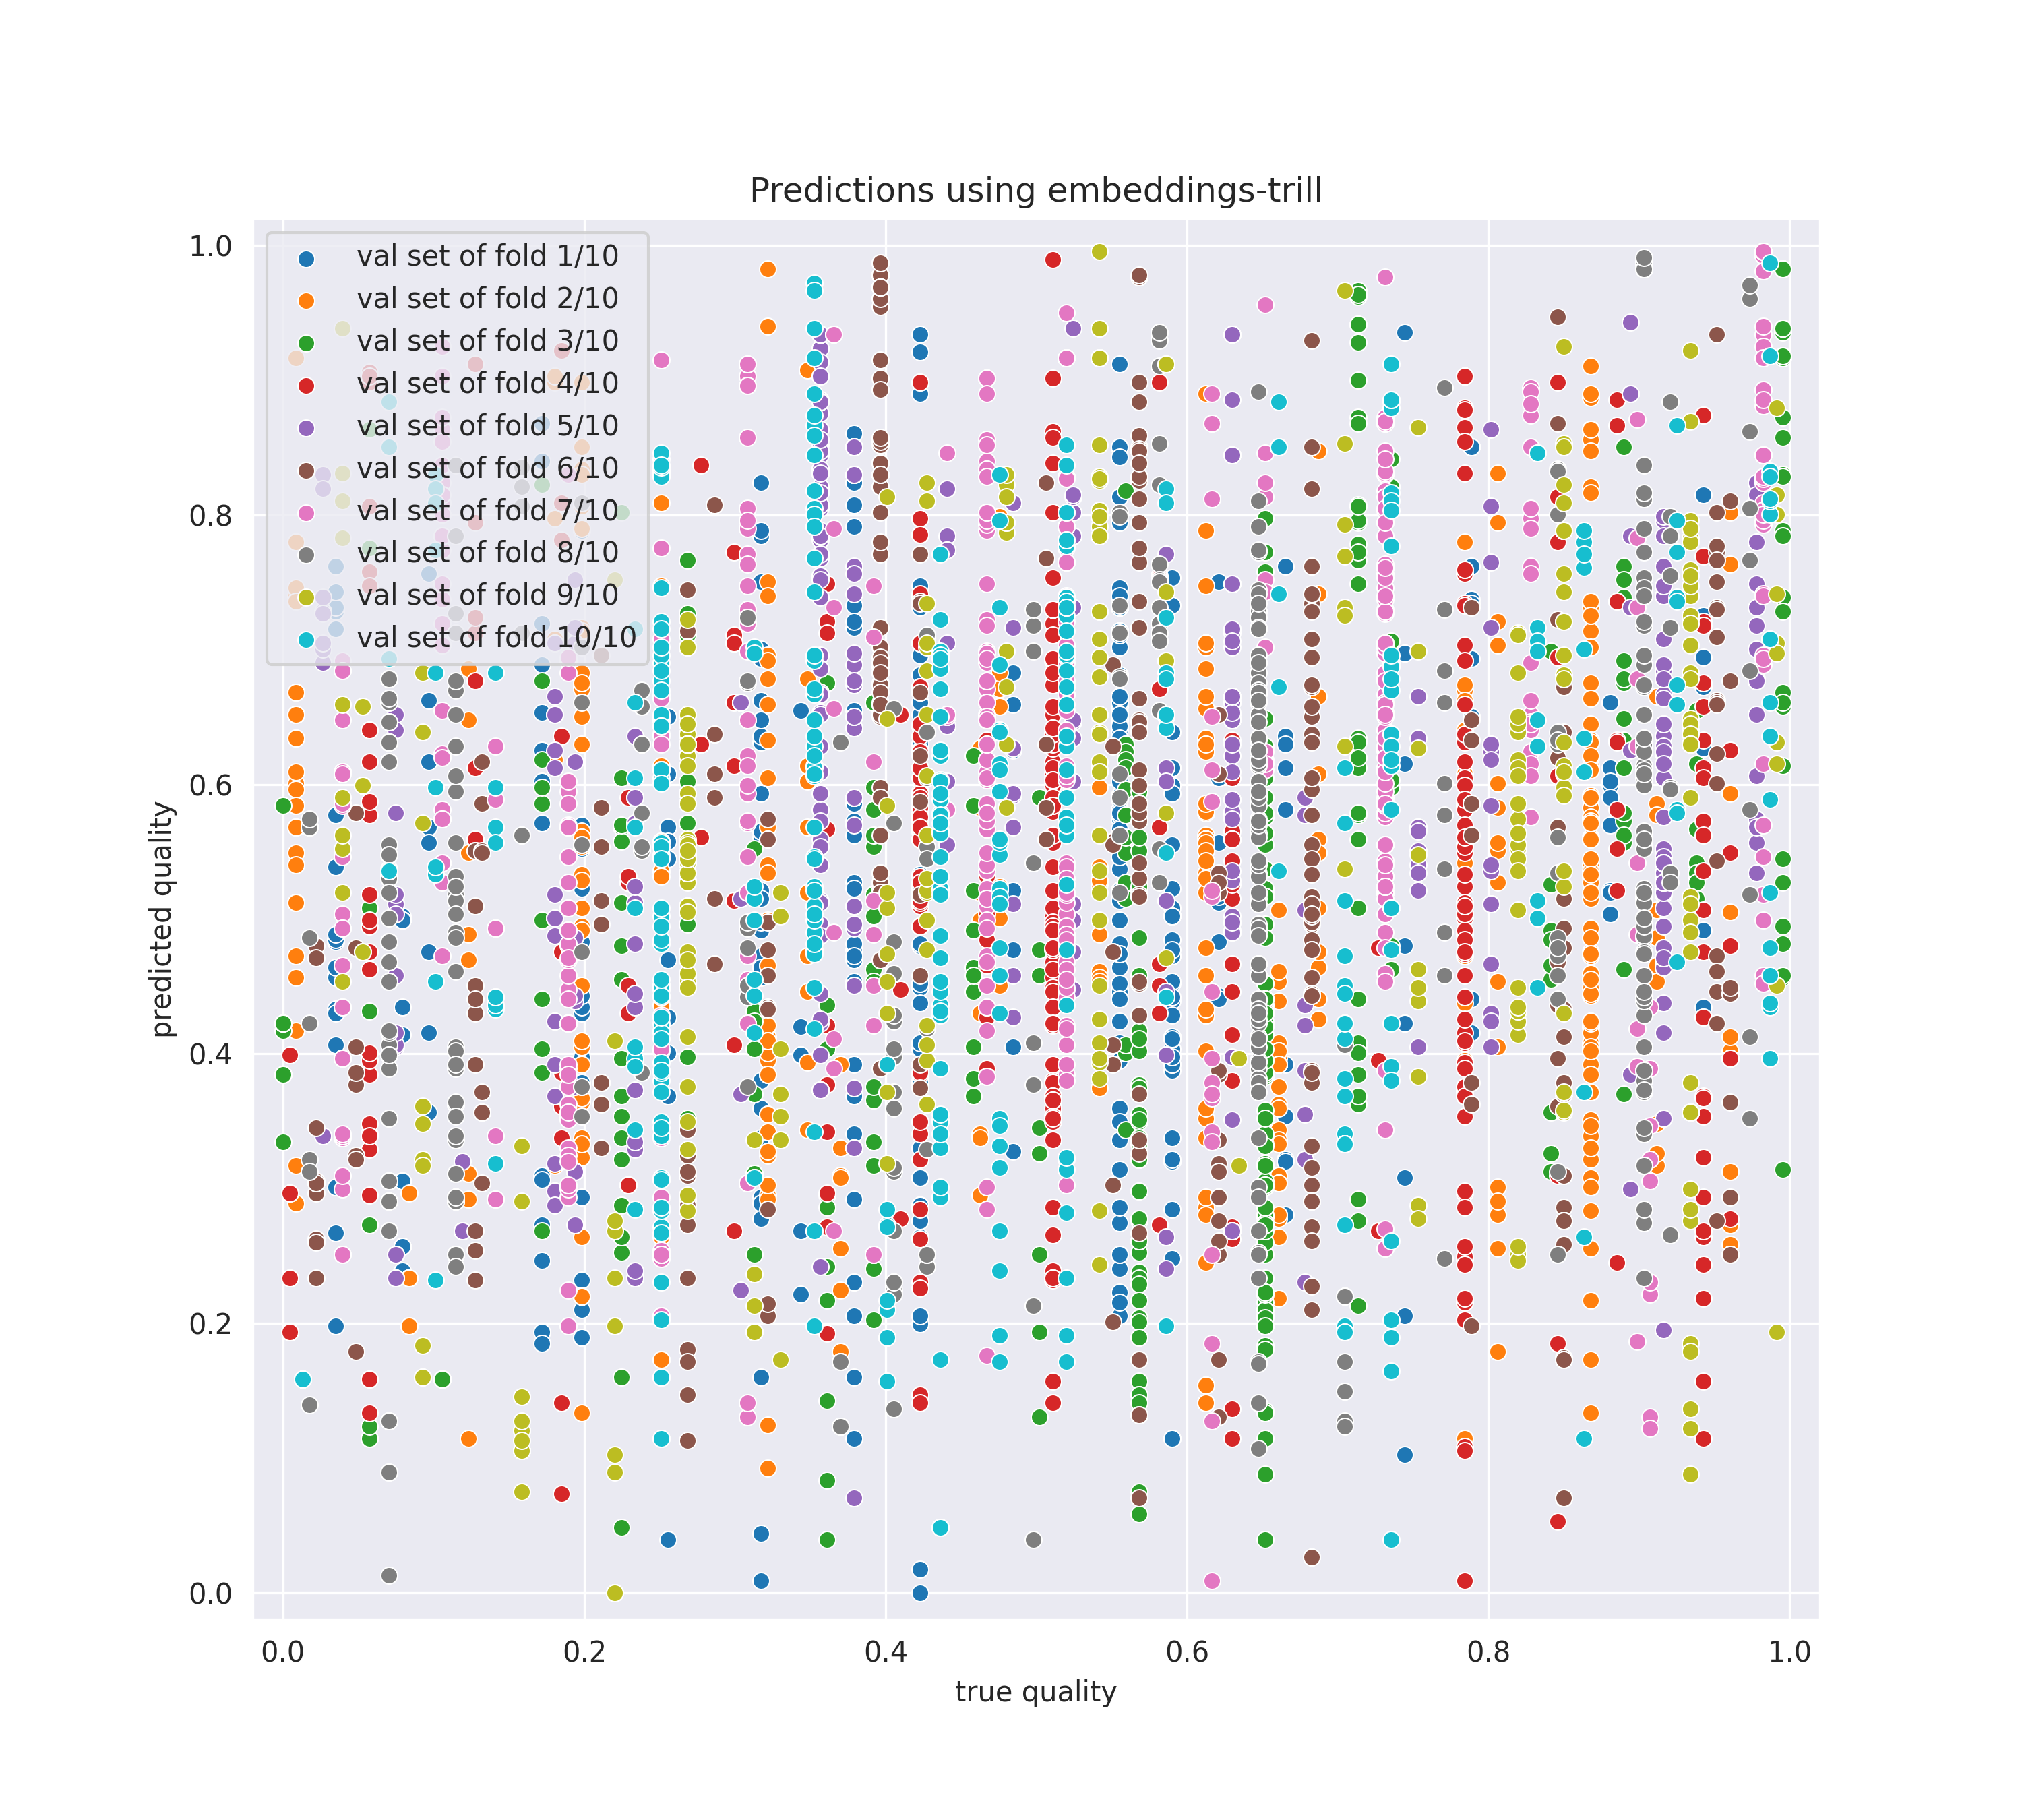 Predictions using embeddings-trill
val set of fold 1/10
val set of fold 2/10
val set of fold 3/10
val set of fold 4/10
val set of fold 5/10
val set of fold 6/10
val set of fold 7/10
val set of fold 8/10
val set of fold 9/10
val set of fold 10/10
predicted quality
1.0
0.8
0.6
0.4
0.2
0.0
0.0 0.2 0.4 0.6 0.8 1.0
true quality